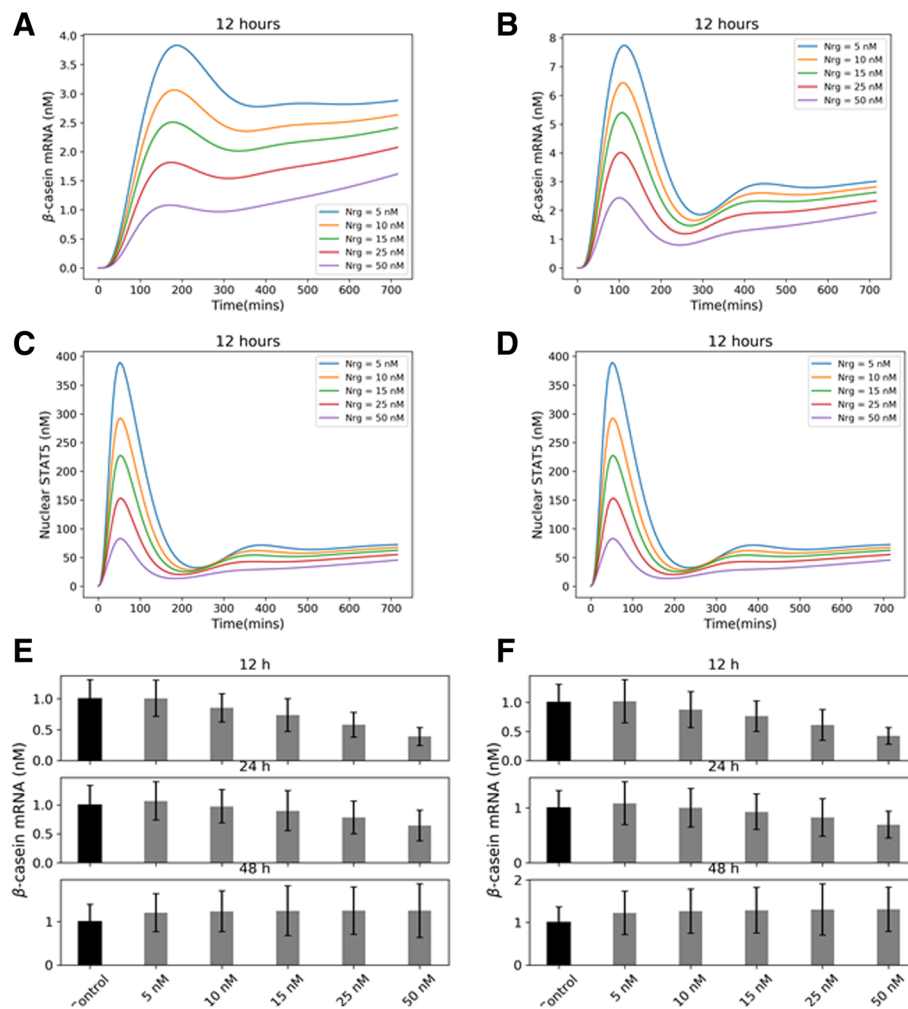 A
12 hours
β-casein mRNA (nM)
4.0
3.5
3.0
2.5
2.0
1.5
1.0
0.5
0.0
Nrg = 5 nM
Nrg = 10 nM
Nrg = 15 nM
Nrg = 25 nM
Nrg = 50 nM
0 100 200 300 400 500 600 700
Time(mins)
B
12 hours
β-casein mRNA (nM)
8
7
6
5
4
3
2
1
0
Nrg = 5 nM
Nrg = 10 nM
Nrg = 15 nM
Nrg = 25 nM
Nrg = 50 nM
0 100 200 300 400 500 600 700
Time(mins)
C
12 hours
Nuclear STAT5 (nM)
400
350
300
250
200
150
100
50
0
Nrg = 5 nM
Nrg = 10 nM
Nrg = 15 nM
Nrg = 25 nM
Nrg = 50 nM
0 100 200 300 400 500 600 700
Time(mins)
D
12 hours
Nuclear STAT5 (nM)
400
350
300
250
200
150
100
50
0
Nrg = 5 nM
Nrg = 10 nM
Nrg = 15 nM
Nrg = 25 nM
Nrg = 50 nM
0 100 200 300 400 500 600 700
Time(mins)
E
β-casein mRNA (nM)
12 h
1.0
0.5
0.0
24 h
1.0
0.5
0.0
48 h
1
0
5 nM
10 nM
15 nM
25 nM
50 nM
F
β-casein mRNA (nM)
12 h
1.0
0.5
0.0
24 h
1
0
48 h
2
1
0
5 nM
10 nM
15 nM
25 nM
50 nM